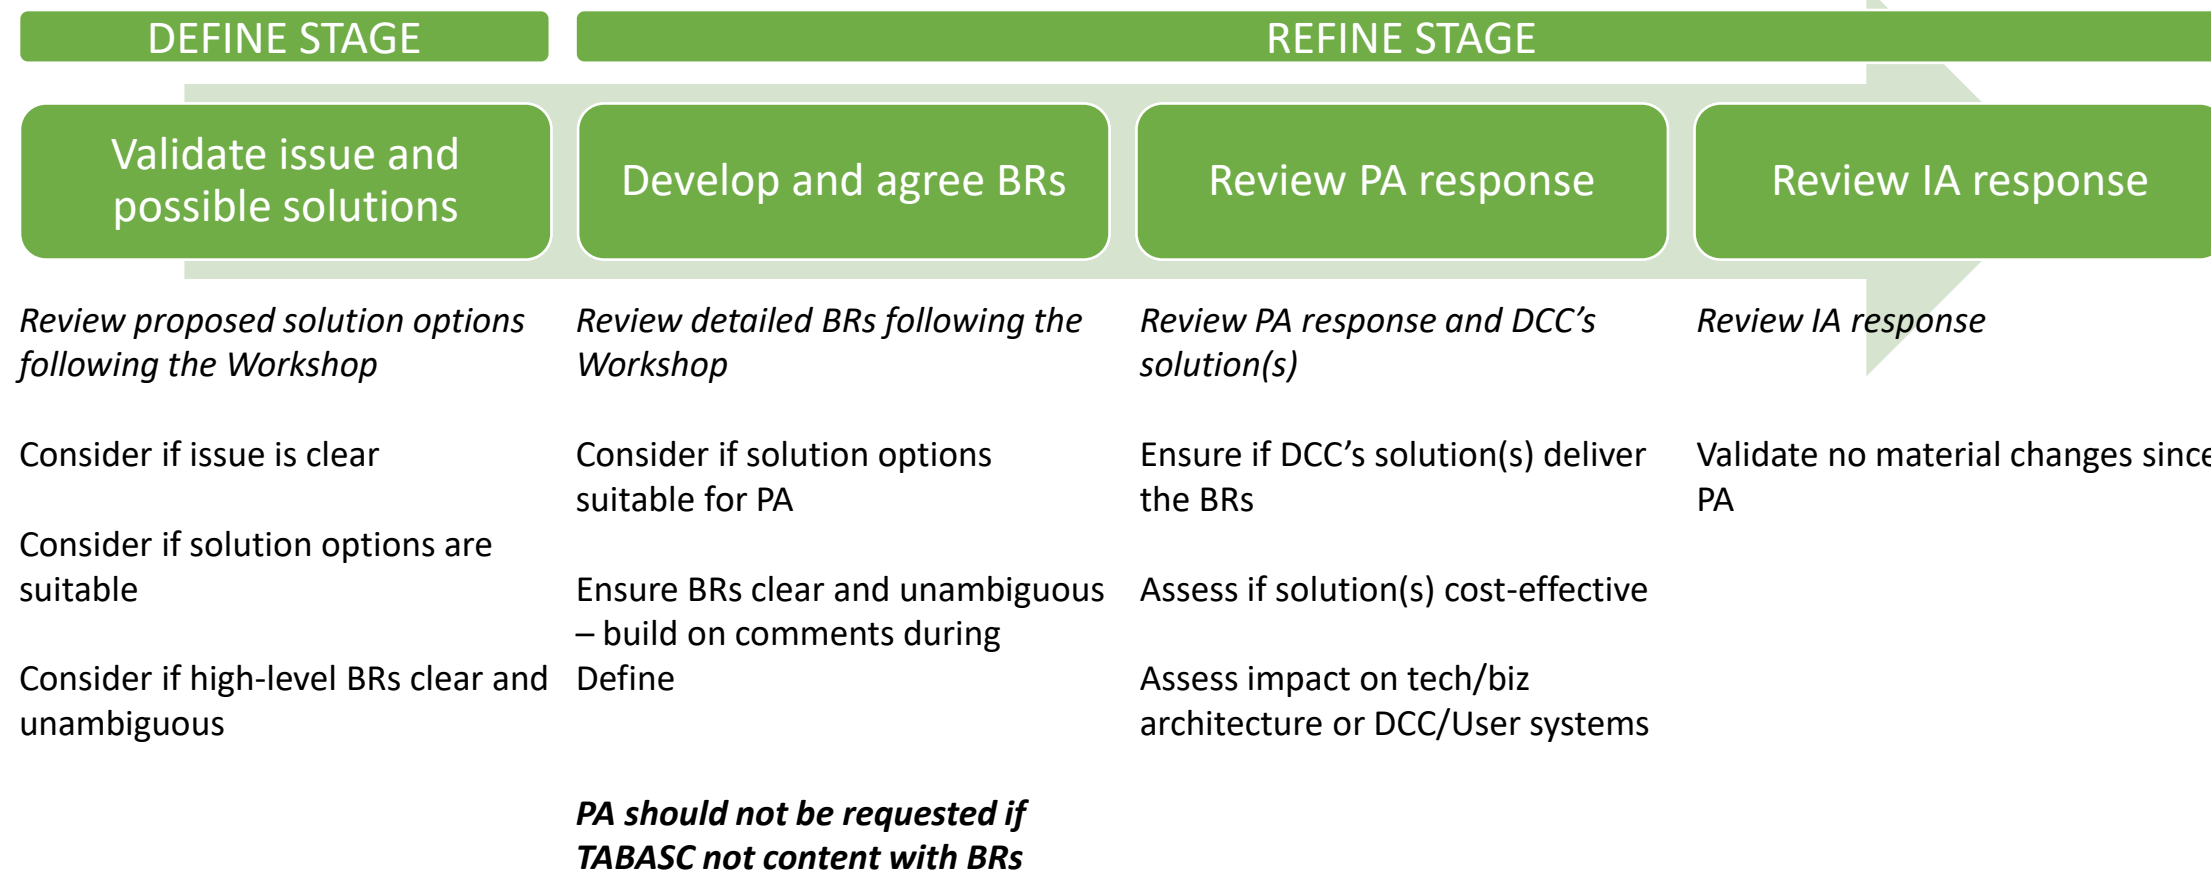 DEFINE STAGE
REFINE STAGE
Validate issue and
possible solutions
Develop and agree BRs
Review PA response
Review IA response
Review proposed solution options
following the Workshop
Consider if issue is clear
Consider if solution options are
suitable
Consider if high-level BRs clear and
unambiguous
Review detailed BRs following the
Workshop
Consider if solution options
suitable for PA
Ensure BRs clear and unambiguous
– build on comments during
Define
PA should not be requested if
TABASC not content with BRs
Review PA response and DCC’s
solution(s)
Ensure if DCC’s solution(s) deliver
the BRs
Assess if solution(s) cost-effective
Assess impact on tech/biz
architecture or DCC/User systems
Review IA response
Validate no material changes since
PA